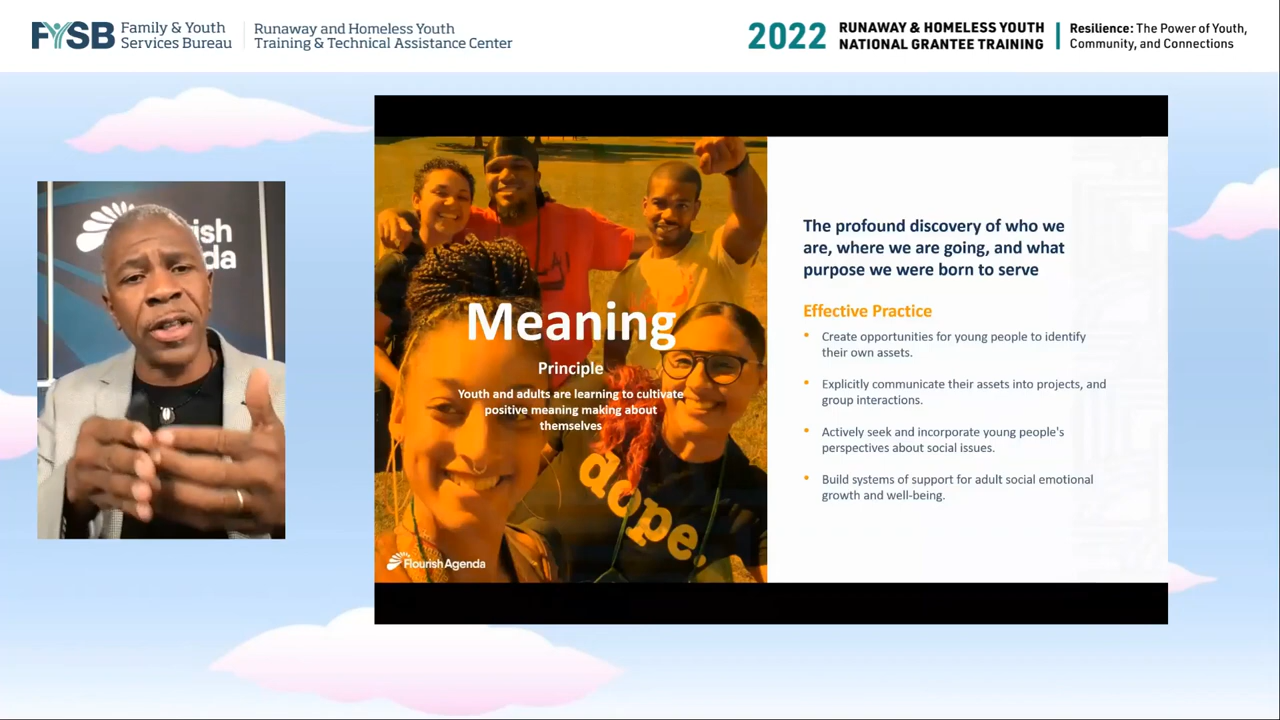 FYSB
Family & Youth
Services Bureau
Runaway and Homeless Youth
Training & Technical Assistance Center
2022
RUNAWAY & HOMELESS YOUTH
NATIONAL GRANTEE TRAINING
Resilience: The Power of Youth,
Community, and Connections
Meaning
Principle
Youth and adults are learning to cultivate
positive meaning making about
themselves
dope.
Flourish Agenda
The profound discovery of who we
are, where we are going, and what
purpose we were born to serve
Effective Practice
• Create opportunities for young people to identify
their own assets.
• Explicitly communicate their assets into projects, and
group interactions.
• Actively seek and incorporate young people's
perspectives about social issues.
• Build systems of support for adult social emotional
growth and well-being.